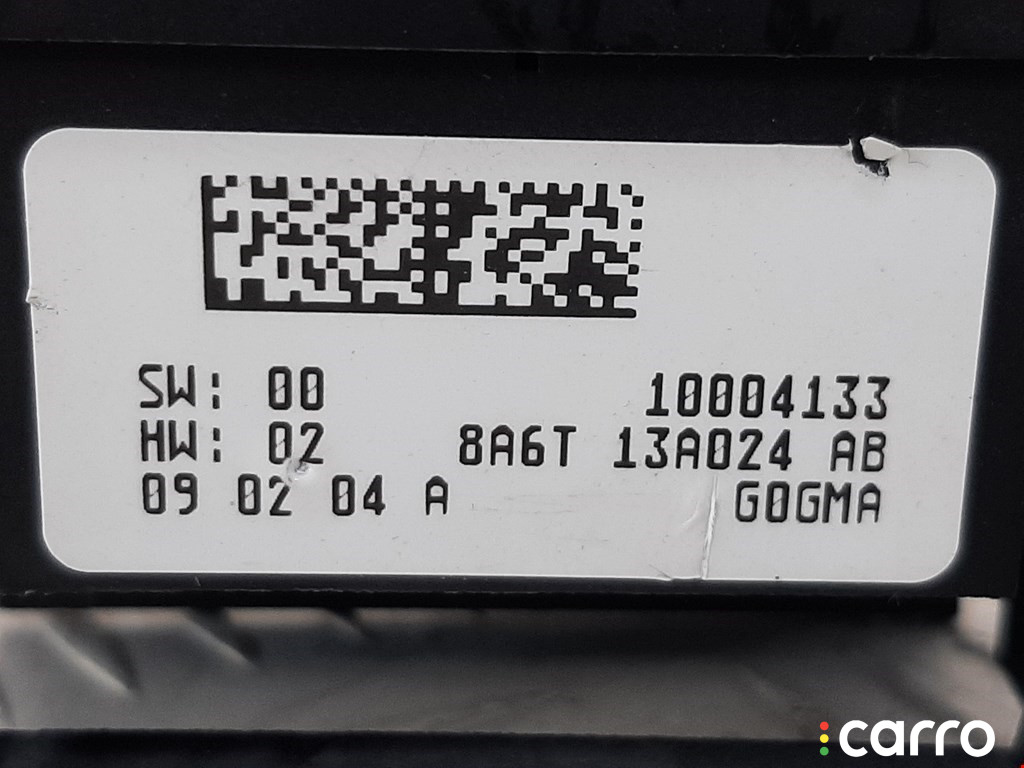 SW: 00
10004133
HW: 02
8A6T 13A024 AB
09 02 04 A
G0GMA
carro